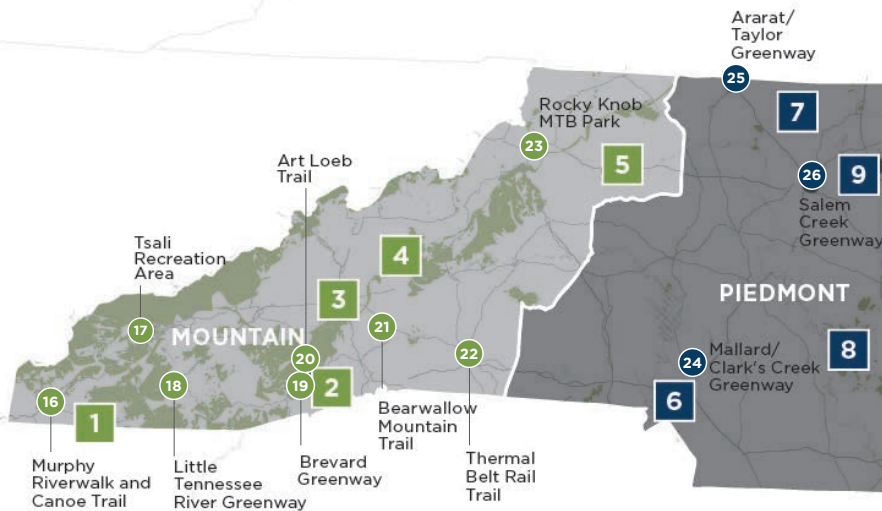 Ararat/
Taylor
Greenway
25
7
Rocky Knob
MTB Park
23
5
26
9
Salem
Creek
Greenway
Art Loeb
Trail
Tsali
Recreation
Area
4
3
PIEDMONT
17
MOUNTAIN
21
20
22
Mallard/
Clark's Creek
Greenway
24
8
16
18
19
2
6
1
Bearwallow
Mountain
Trail
Murphy
Riverwalk and
Canoe Trail
Little
Tennessee
River Greenway
Brevard
Greenway
Thermal
Belt Rail
Trail